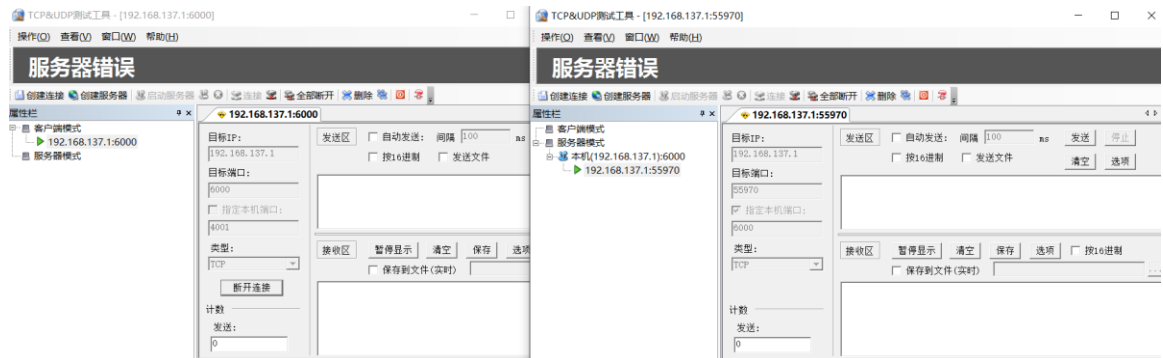 TCP&UDP测试工具 - [192.168.137.1:6000]
操作(O) 查看(V) 窗口(W) 帮助(H)
服务器错误
创建连接 创建服务器 启动服务器 连接 全部断开 删除
属性栏
客户端模式
192.168.137.1:6000
服务器模式
192.168.137.1:6000
目标IP:
192.168.137.1
目标端口:
6000
指定本机端口:
4001
类型:
TCP
断开连接
计数
发送:
0
发送区 自动发送: 间隔 100 ms
按16进制 发送文件
接收区 暂停显示 清空 保存 选项
保存到文件(实时)
TCP&UDP测试工具 - [192.168.137.1:55970]
操作(O) 查看(V) 窗口(W) 帮助(H)
服务器错误
创建连接 创建服务器 启动服务器 连接 全部断开 删除
属性栏
客户端模式
服务器模式
本机(192.168.137.1):6000
192.168.137.1:55970
192.168.137.1:55970
目标IP:
192.168.137.1
目标端口:
55970
指定本机端口:
6000
类型:
TCP
计数
发送:
0
发送区 自动发送: 间隔 100 ms 发送 停止
按16进制 发送文件 清空 选项
接收区 暂停显示 清空 保存 选项 按16进制
保存到文件(实时) ...